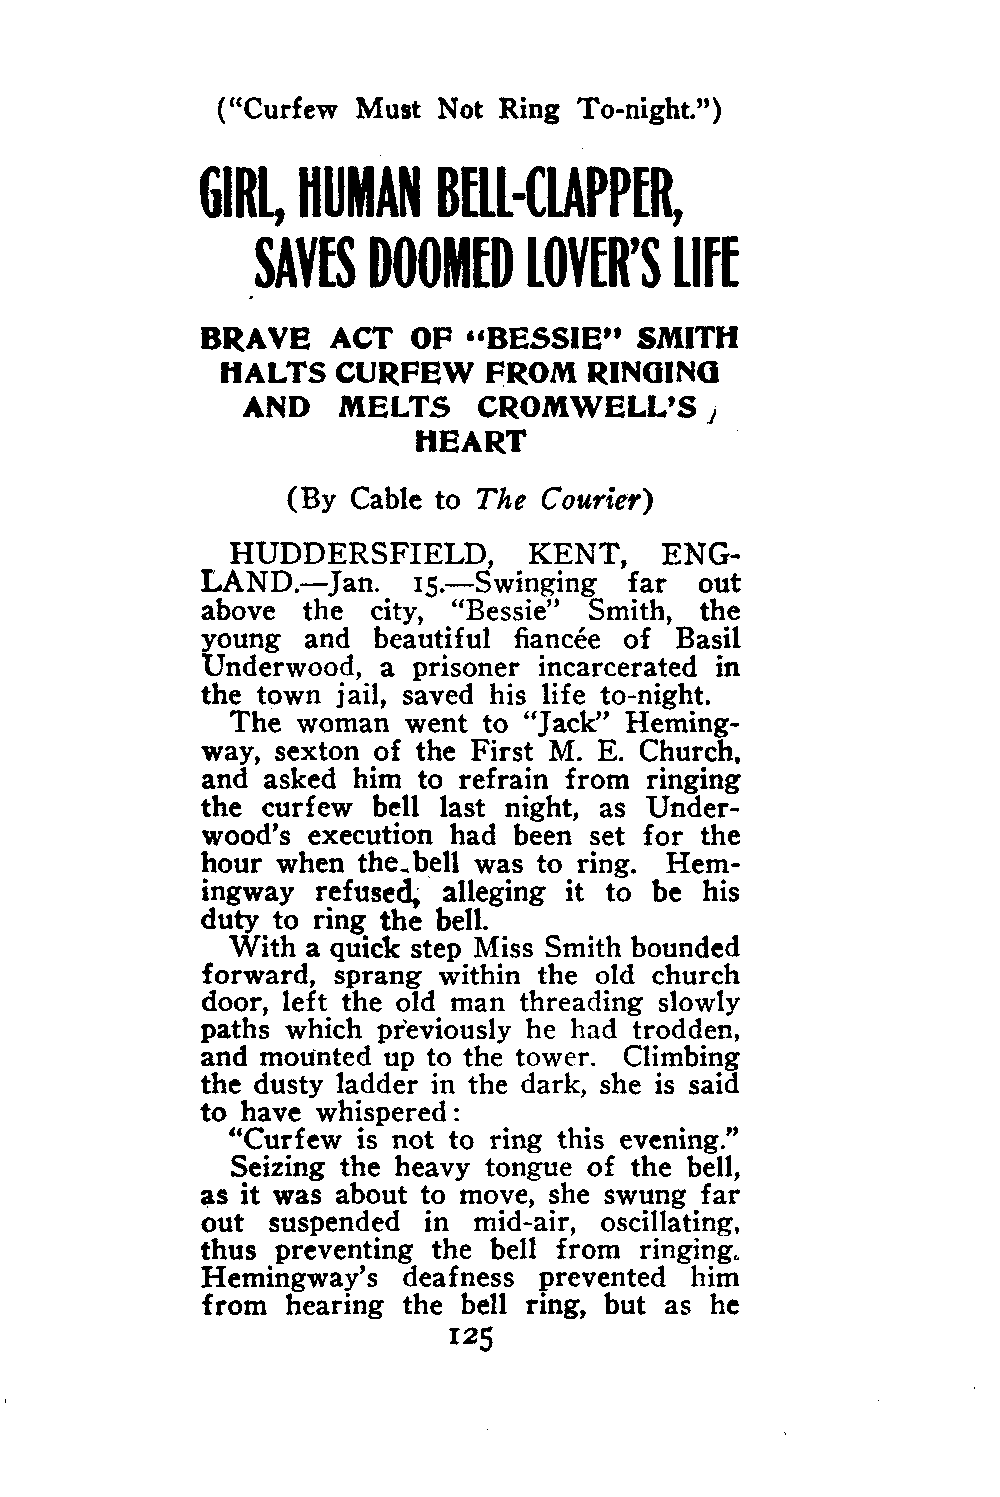 ("Curfew Must Not Ring To-night.")
GIRL, HUMAN BELL-CLAPPER,
SAVES DOOMED LOVER'S LIFE
BRAVE ACT OF "BESSIE" SMITH
HALTS CURFEW FROM RINGING
AND MELTS CROMWELL'S
HEART
(By Cable to The Courier)
HUDDERSFIELD, KENT, ENG-
LAND.—Jan. 15.—Swinging far out
above the city, "Bessie" Smith, the
young and beautiful fiancée of Basil
Underwood, a prisoner incarcerated in
the town jail, saved his life to-night.
The woman went to "Jack" Heming-
way, sexton of the First M. E. Church,
and asked him to refrain from ringing
the curfew bell last night, as Under-
wood's execution had been set for the
hour when the bell was to ring. Hem-
ingway refused, alleging it to be his
duty to ring the bell.
With a quick step Miss Smith bounded
forward, sprang within the old church
door, left the old man threading slowly
paths which previously he had trodden,
and mounted up to the tower. Climbing
the dusty ladder in the dark, she is said
to have whispered:
"Curfew is not to ring this evening."
Seizing the heavy tongue of the bell,
as it was about to move, she swung far
out suspended in mid-air, oscillating,
thus preventing the bell from ringing.
Hemingway's deafness prevented him
from hearing the bell ring, but as he
125